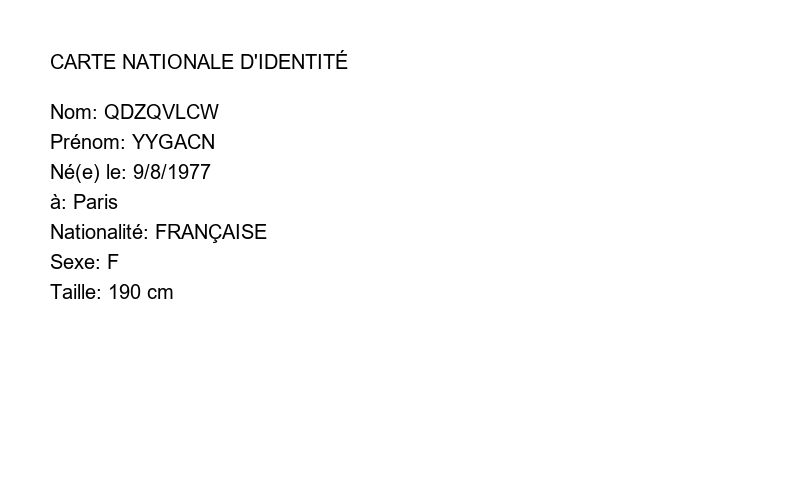 CARTE NATIONALE D'IDENTITÉ
Nom: QDZQVLCW
Prénom: YYGACN
Né(e) le: 9/8/1977
à: Paris
Nationalité: FRANÇAISE
Sexe: F
Taille: 190 cm